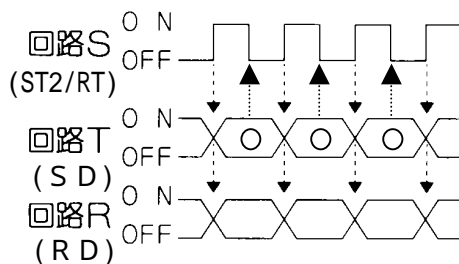 回路S
(ST2/RT)
ON
OFF
回路T
(SD)
ON
OFF
回路R
(RD)
ON
OFF